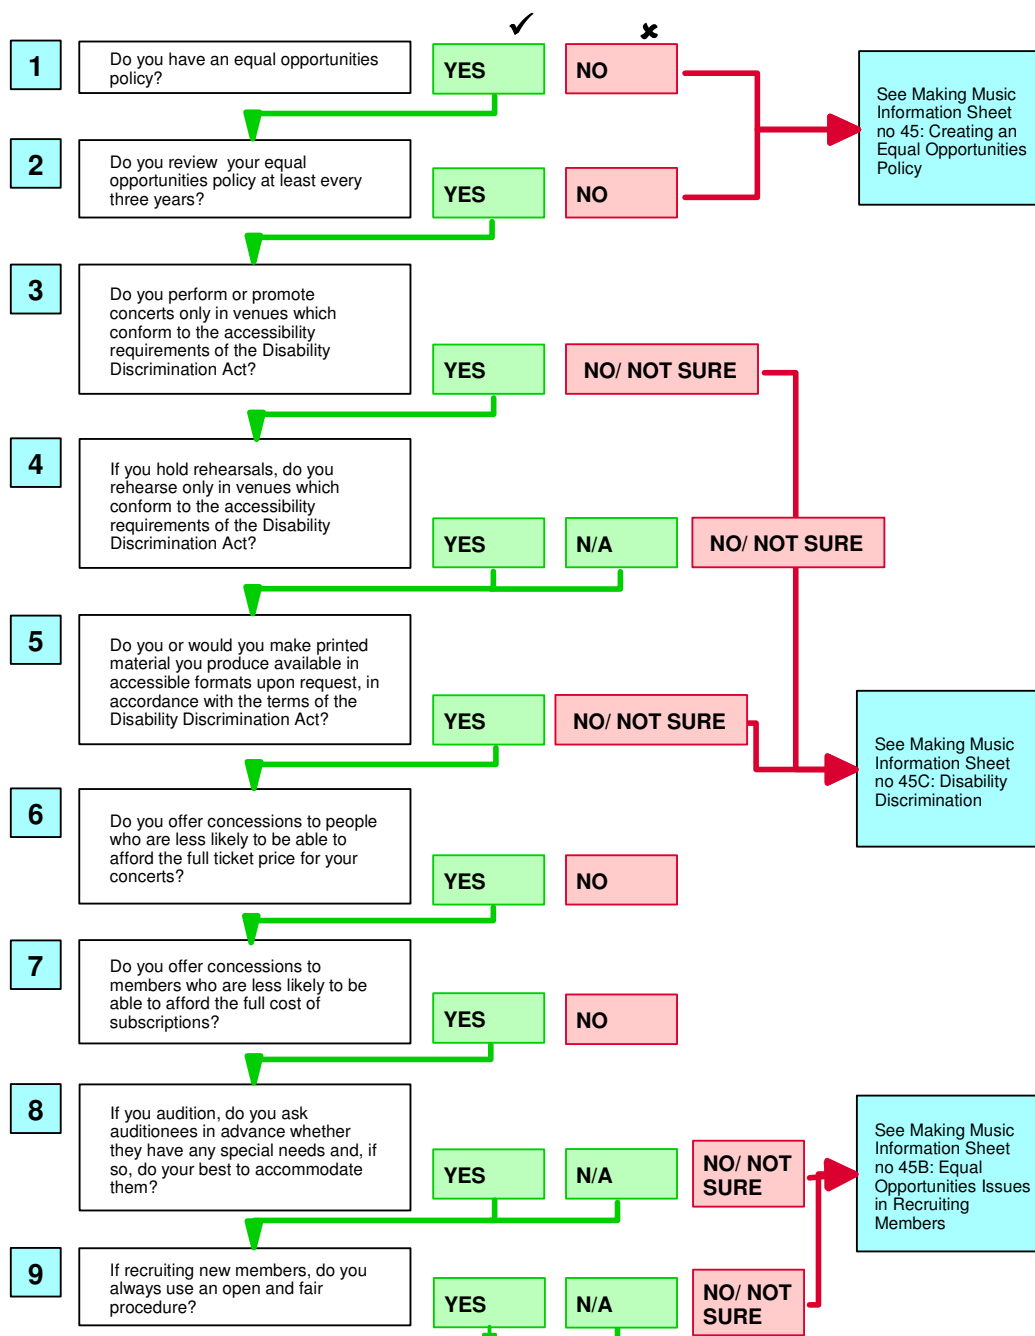 ✓ ✘
1
Do you have an equal opportunities
policy?
YES
NO
See Making Music
Information Sheet
no 45: Creating an
Equal Opportunities
Policy
2
Do you review your equal
opportunities policy at least every
three years?
YES
NO
3
Do you perform or promote
concerts only in venues which
conform to the accessibility
requirements of the Disability
Discrimination Act?
YES
NO/ NOT SURE
4
If you hold rehearsals, do you
rehearse only in venues which
conform to the accessibility
requirements of the Disability
Discrimination Act?
YES
N/A
NO/ NOT SURE
5
Do you or would you make printed
material you produce available in
accessible formats upon request, in
accordance with the terms of the
Disability Discrimination Act?
YES
NO/ NOT SURE
See Making Music
Information Sheet
no 45C: Disability
Discrimination
6
Do you offer concessions to people
who are less likely to be able to
afford the full ticket price for your
concerts?
YES
NO
7
Do you offer concessions to
members who are less likely to be
able to afford the full cost of
subscriptions?
YES
NO
8
If you audition, do you ask
auditionees in advance whether
they have any special needs and, if
so, do your best to accommodate
them?
YES
N/A
NO/ NOT
SURE
See Making Music
Information Sheet
no 45B: Equal
Opportunities Issues
in Recruiting
Members
9
If recruiting new members, do you
always use an open and fair
procedure?
YES
N/A
NO/ NOT
SURE